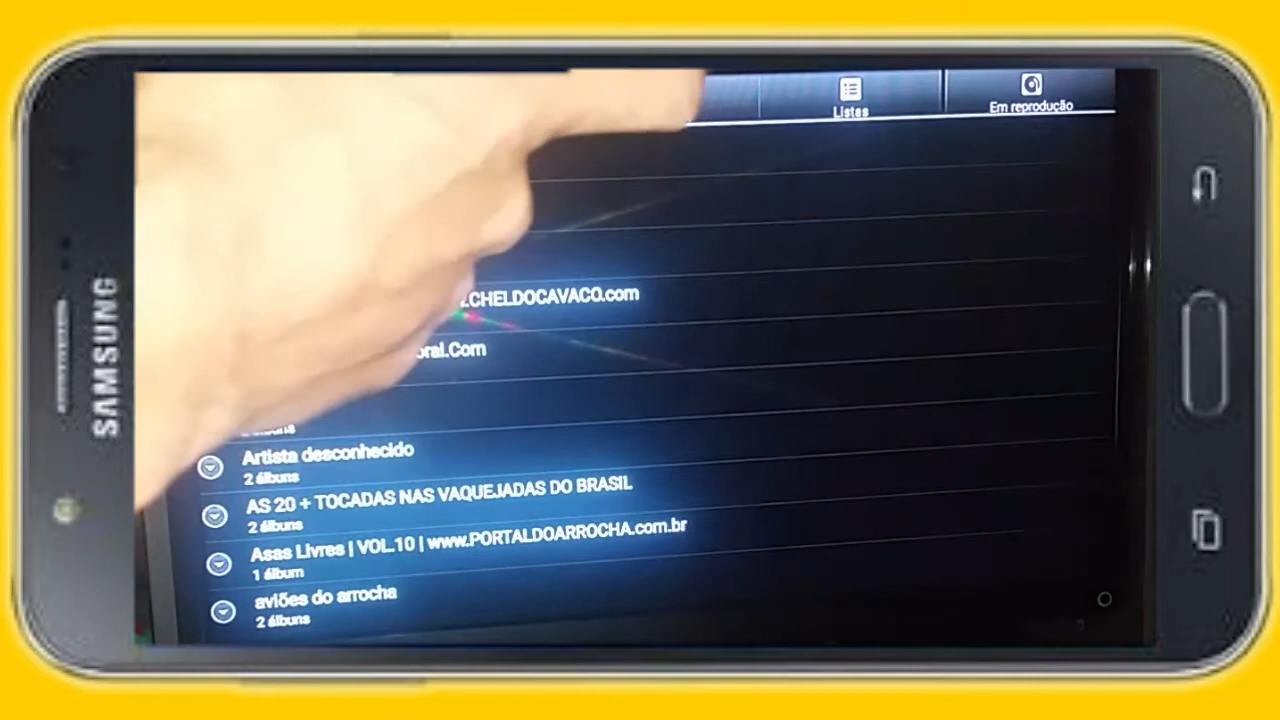 SAMSUNG
Listas
Em reprodução
CHELDOCAVACO.com
oral.Com
Artista desconhecido
2 álbuns
AS 20 + TOCADAS NAS VAQUEJADAS DO BRASIL
2 álbuns
Asas Livres | VOL.10 | www.PORTALDOARROCHA.com.br
1 álbum
aviões do arrocha
2 álbuns